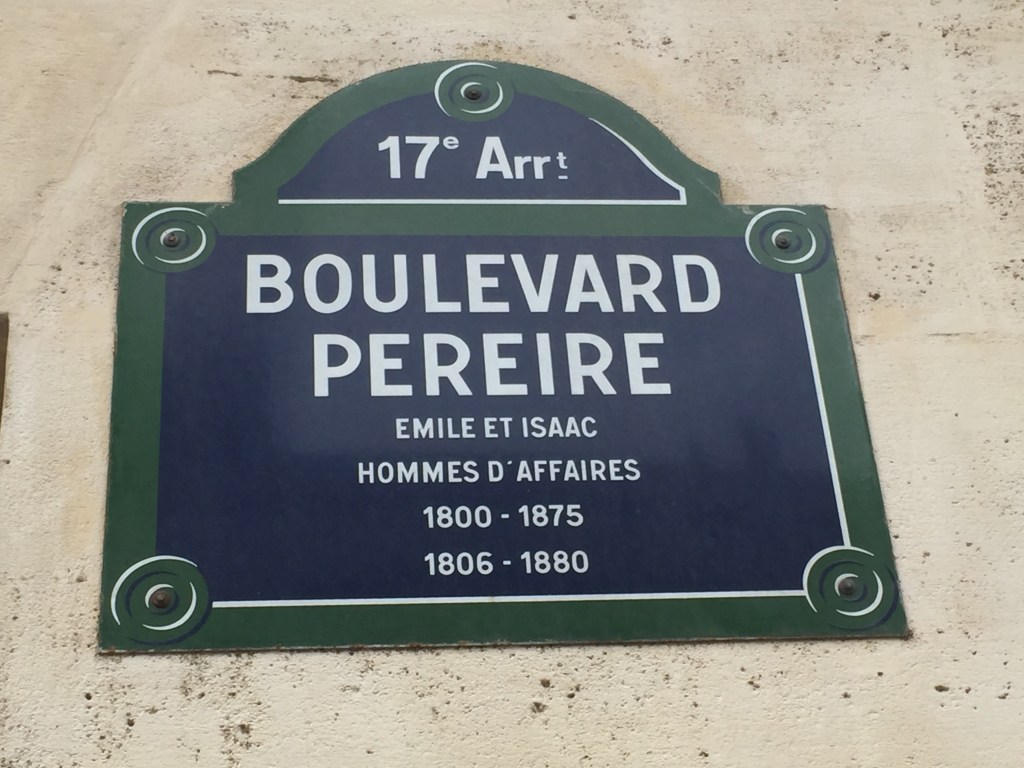 17e Arrt
BOULEVARD
PEREIRE
EMILE ET ISAAC
HOMMES D'AFFAIRES
1800 - 1875
1806 - 1880